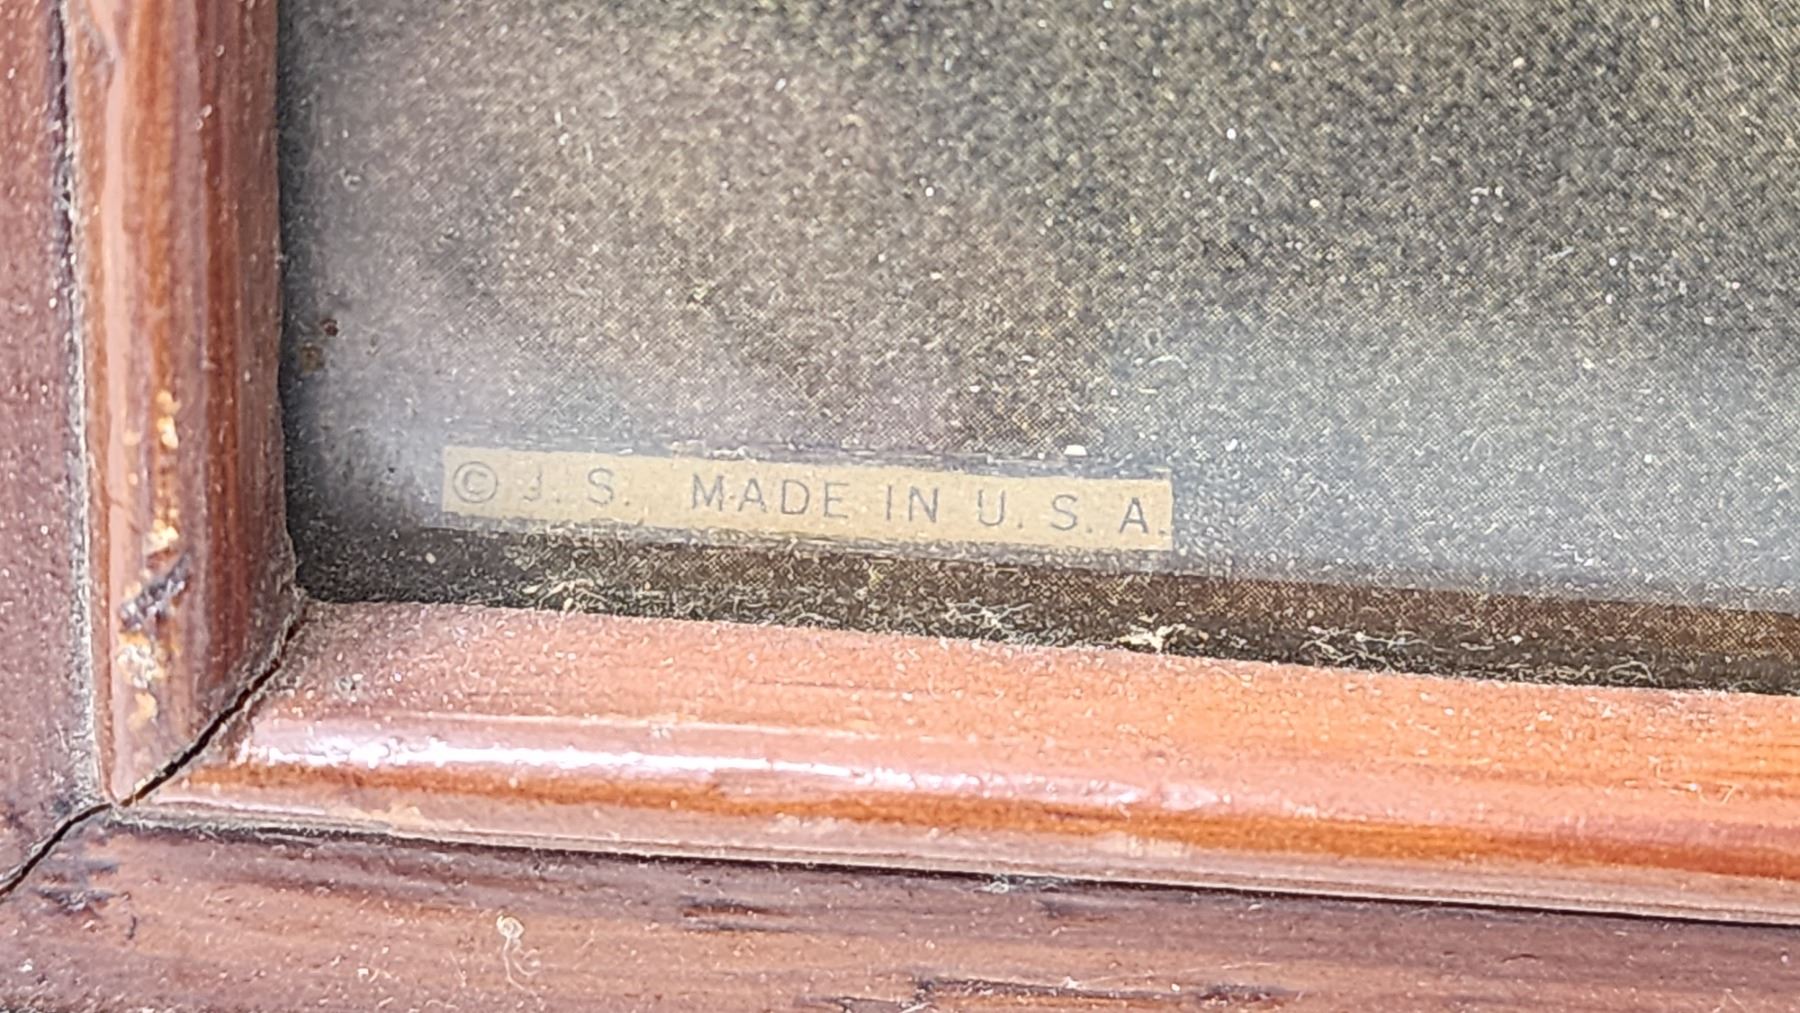 © J. S. MADE IN U. S. A.